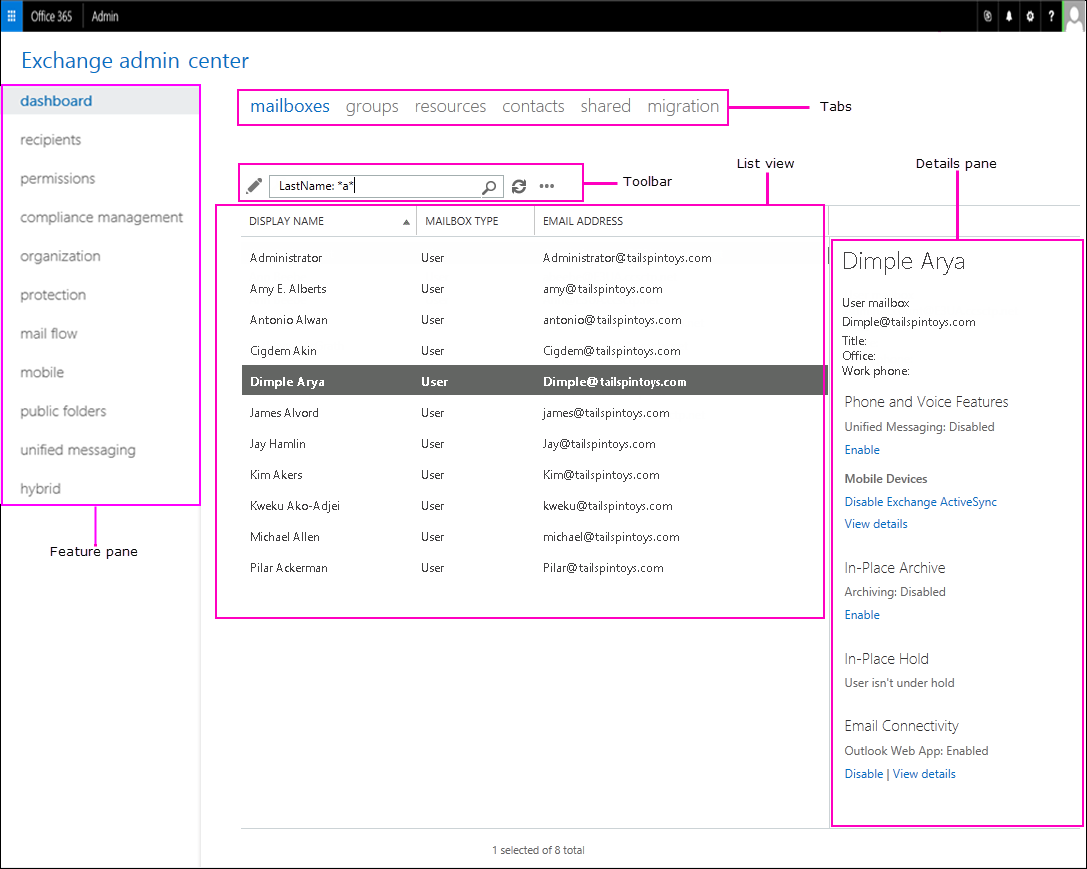 Office 365 Admin ?
Exchange admin center
dashboard
recipients
permissions
compliance management
organization
protection
mail flow
mobile
public folders
unified messaging
hybrid
Feature pane
mailboxes groups resources contacts shared migration
Tabs
LastName: *a*
Toolbar
List view
Details pane
DISPLAY NAME MAILBOX TYPE EMAIL ADDRESS
Administrator User Administrator@tailspintoys.com
Amy E. Alberts User amy@tailspintoys.com
Antonio Alwan User antonio@tailspintoys.com
Cigdem Akin User Cigdem@tailspintoys.com
Dimple Arya User Dimple@tailspintoys.com
James Alvord User james@tailspintoys.com
Jay Hamlin User Jay@tailspintoys.com
Kim Akers User Kim@tailspintoys.com
Kweku Ako-Adjei User kweku@tailspintoys.com
Michael Allen User michael@tailspintoys.com
Pilar Ackerman User Pilar@tailspintoys.com
1 selected of 8 total
Dimple Arya
User mailbox
Dimple@tailspintoys.com
Title:
Office:
Work phone:
Phone and Voice Features
Unified Messaging: Disabled
Enable
Mobile Devices
Disable Exchange ActiveSync
View details
In-Place Archive
Archiving: Disabled
Enable
In-Place Hold
User isn't under hold
Email Connectivity
Outlook Web App: Enabled
Disable | View details